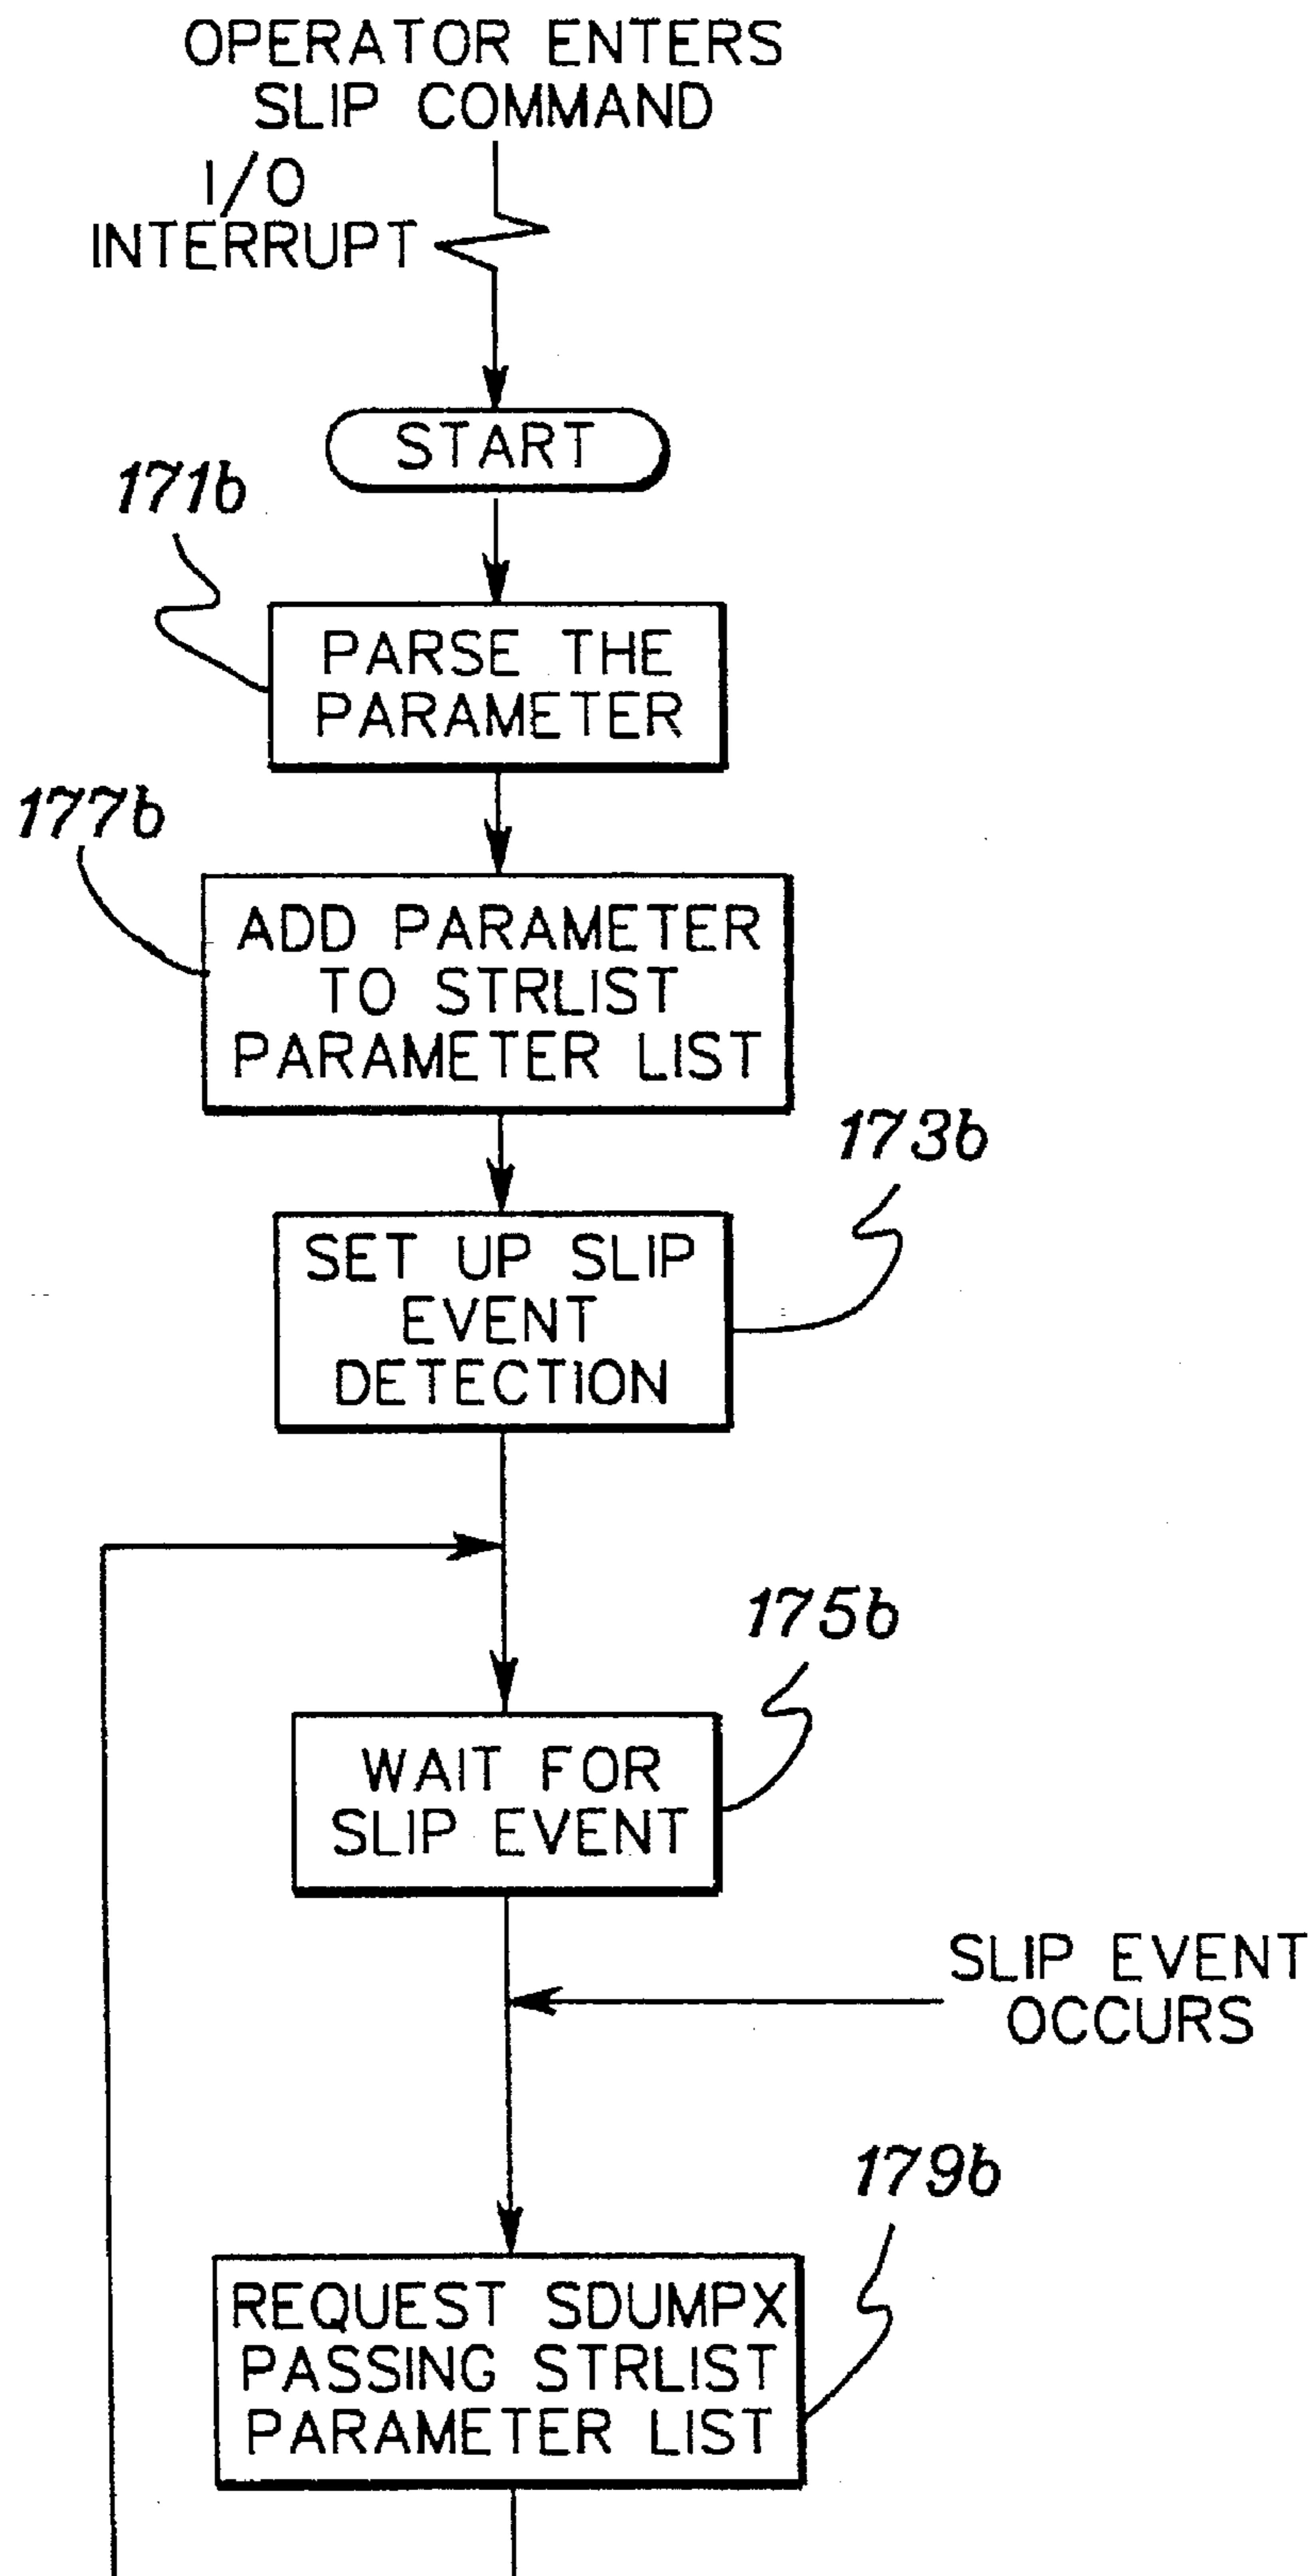 OPERATOR ENTERS
SLIP COMMAND
I/O
INTERRUPT
START
171b
PARSE THE
PARAMETER
177b
ADD PARAMETER
TO STRLIST
PARAMETER LIST
173b
SET UP SLIP
EVENT
DETECTION
175b
WAIT FOR
SLIP EVENT
SLIP EVENT
OCCURS
179b
REQUEST SDUMPX
PASSING STRLIST
PARAMETER LIST